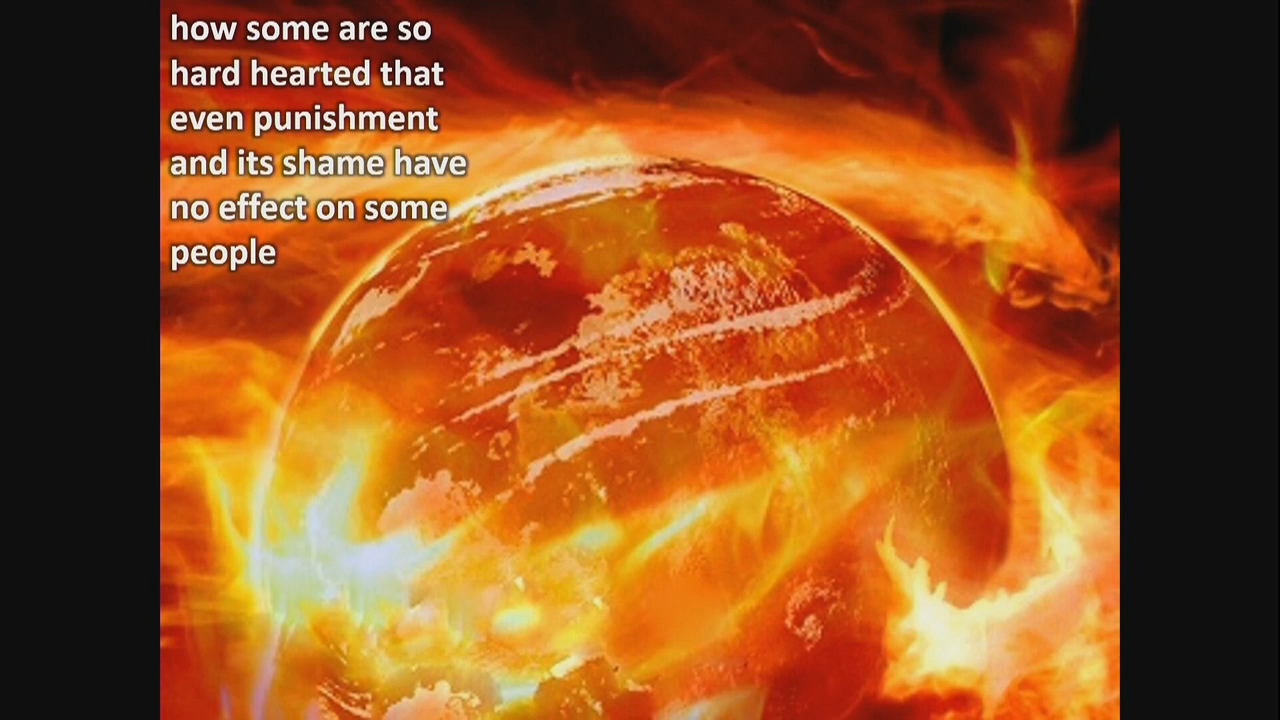 how some are so
hard hearted that
even punishment
and its shame have
no effect on some
people